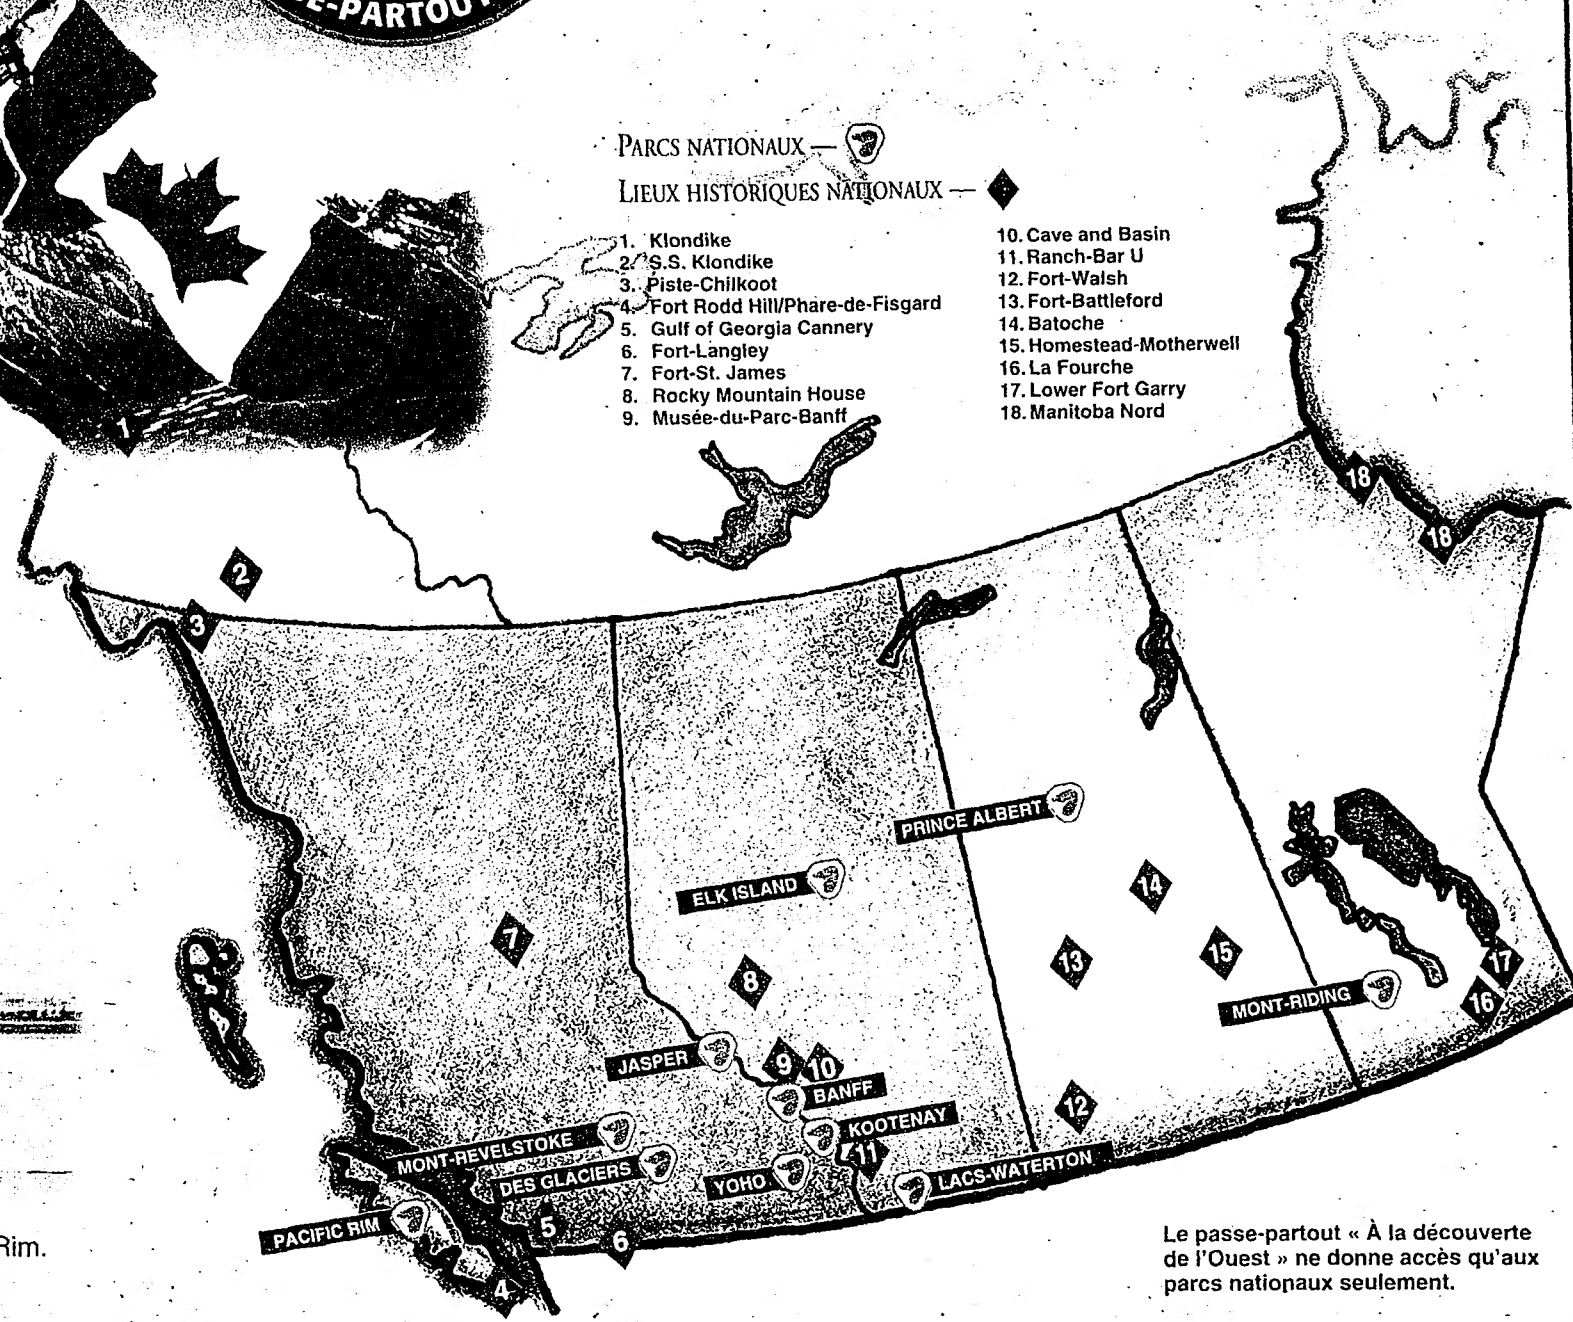 PARTOUT
PARCS NATIONAUX —
LIEUX HISTORIQUES NATIONAUX —
1. Klondike
2. S.S. Klondike
3. Piste-Chilkoot
4. Fort Rodd Hill/Phare-de-Fisgard
5. Gulf of Georgia Cannery
6. Fort-Langley
7. Fort-St. James
8. Rocky Mountain House
9. Musée-du-Parc-Banff
10. Cave and Basin
11. Ranch-Bar U
12. Fort-Walsh
13. Fort-Battleford
14. Batoche
15. Homestead-Motherwell
16. La Fourche
17. Lower Fort Garry
18. Manitoba Nord
1
18
18
2
3
PRINCE ALBERT
ELK ISLAND
14
7
13
15
8
17
MONT-RIDING
16
JASPER
9
10
BANFF
12
KOOTENAY
MONT-REVELSTOKE
11
DES GLACIERS
YOHO
LACS-WATERTON
PACIFIC RIM
5
6
4
Rim.
Le passe-partout « À la découverte
de l'Ouest » ne donne accès qu'aux
parcs nationaux seulement.